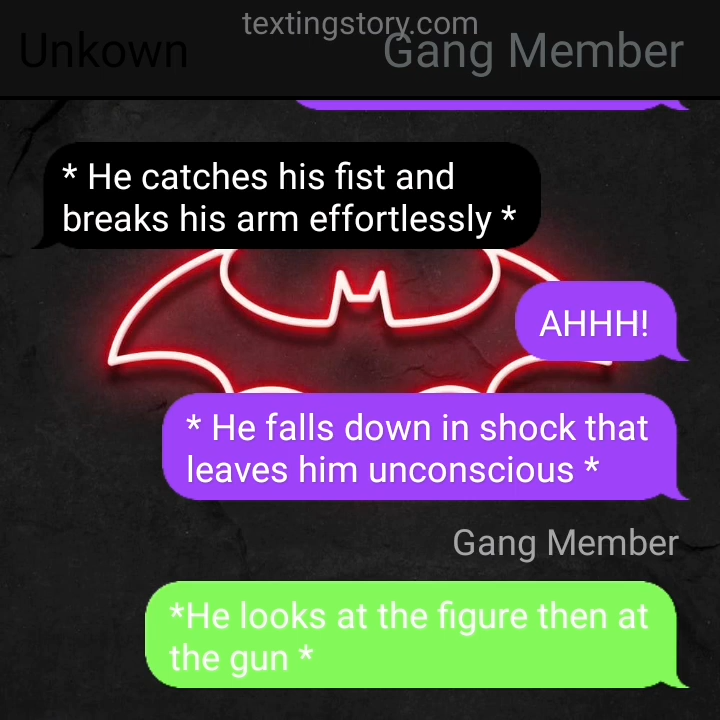 textingstory.com
Unkown
Gang Member
* He catches his fist and
breaks his arm effortlessly *
AHHH!
* He falls down in shock that
leaves him unconscious *
Gang Member
*He looks at the figure then at
the gun *